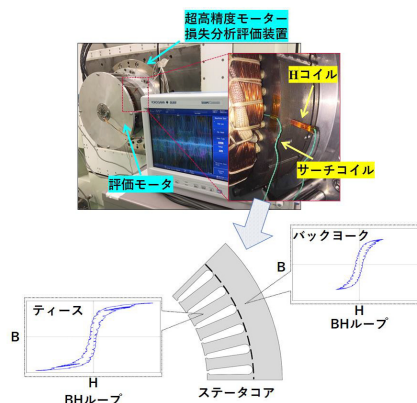 超高精度モーター
損失分析評価装置
Hコイル
評価モータ
サーチコイル
バックヨーク
B
H
BHループ
ティース
B
H
BHループ
ステータコア